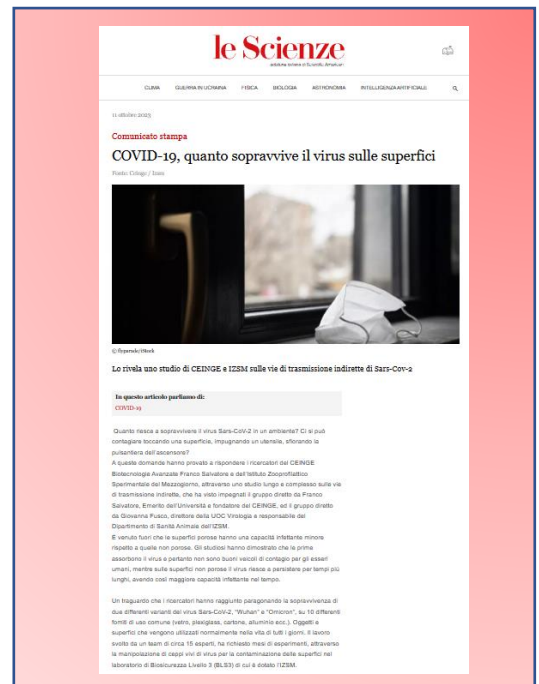 le Scienze
edizione italiana di Scientific American
CLIMA GUERRA IN UCRAINA FISICA BIOLOGIA ASTRONOMIA INTELLIGENZA ARTIFICIALE
11 ottobre 2023
Comunicato stampa
COVID-19, quanto sopravvive il virus sulle superfici
Fonte: Ceinge / Izsm
Lo rivela uno studio di CEINGE e IZSM sulle vie di trasmissione indirette di Sars-Cov-2
In questo articolo parliamo di:
COVID-19
Quanto riesce a sopravvivere il virus Sars-CoV-2 in un ambiente? Ci si può
contagiare toccando una superficie, impugnando un utensile, sfiorando la
pulsantiera dell'ascensore?
A queste domande hanno provato a rispondere i ricercatori del CEINGE
Biotecnologie Avanzate Franco Salvatore e dell'Istituto Zooprofilattico
Sperimentale del Mezzogiorno, attraverso uno studio lungo e complesso sulle vie
di trasmissione indirette, che ha visto impegnati il gruppo diretto da Franco
Salvatore, Emerito dell'Università e fondatore del CEINGE, ed il gruppo diretto
da Giovanna Fusco, direttore della UOC Virologia e responsabile del
Dipartimento di Sanità Animale dell'IZSM.
È venuto fuori che le superfici porose hanno una capacità infettante minore
rispetto a quelle non porose. Gli studiosi hanno dimostrato che le prime
assorbono il virus e pertanto non sono buoni veicoli di contagio per gli esseri
umani, mentre sulle superfici non porose il virus riesce a persistere per tempi più
lunghi, avendo così maggiore capacità infettante nel tempo.
Un traguardo che i ricercatori hanno raggiunto paragonando la sopravvivenza di
due differenti varianti del virus Sars-CoV-2, "Wuhan" e "Omicron", su 10 differenti
fomiti di uso comune (vetro, plexiglass, cartone, alluminio ecc.). Oggetti e
superfici che vengono utilizzati normalmente nella vita di tutti i giorni. Il lavoro
svolto da un team di circa 15 esperti, ha richiesto mesi di esperimenti, attraverso
la manipolazione di ceppi vivi di virus per la contaminazione delle superfici nel
laboratorio di Biosicurezza Livello 3 (BLS3) di cui è dotato l'IZSM.